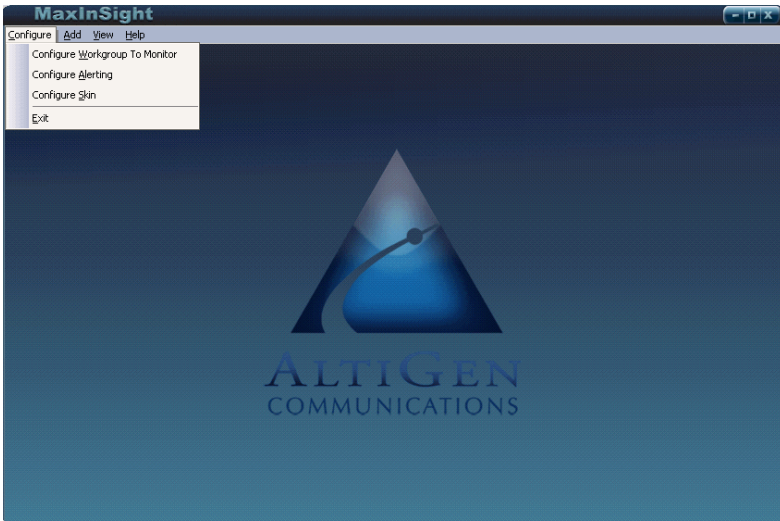 MaxInSight
Configure Add View Help
Configure Workgroup To Monitor
Configure Alerting
Configure Skin
Exit
ALTIGEN
COMMUNICATIONS